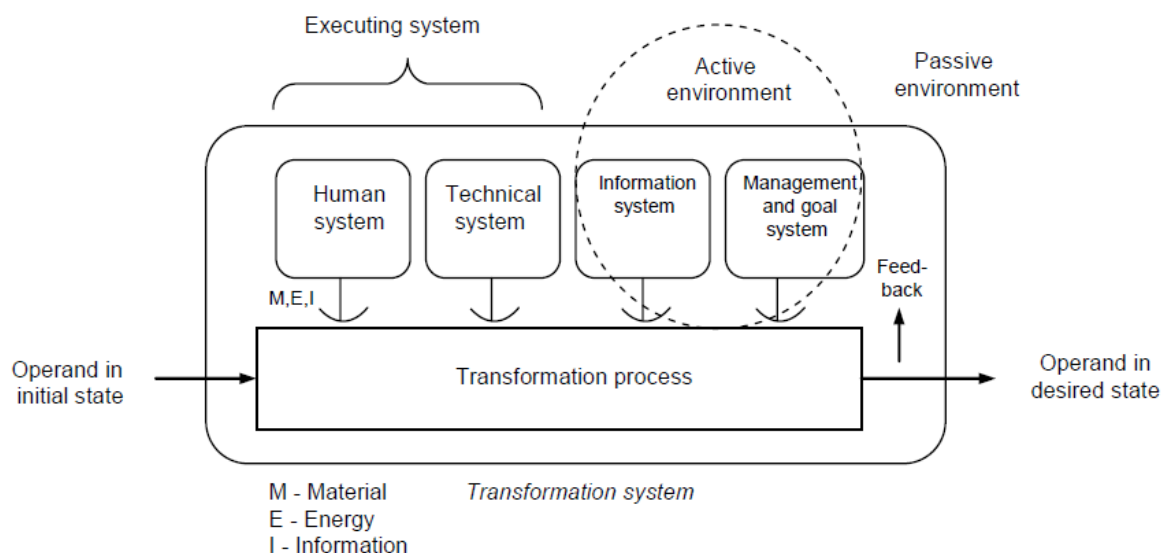 Executing system
Active
environment
Passive
environment
Human
system
Technical
system
Information
system
Management
and goal
system
Feed-
back
M,E,I
Operand in
initial state
Transformation process
Operand in
desired state
M - Material
E - Energy
I - Information
Transformation system